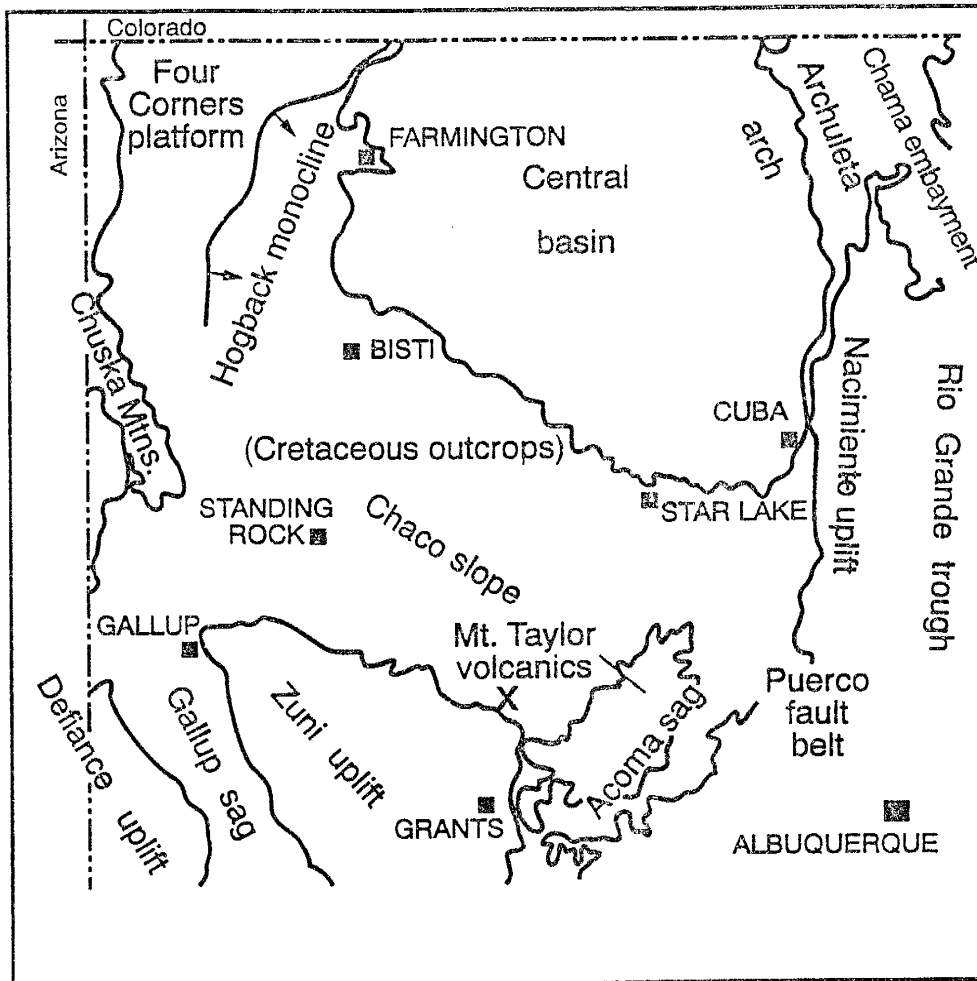 Colorado
Arizona
Four
Corners
platform
Hogback monocline
FARMINGTON
Central
basin
arch
Archuleta
Chama embayment
Chuska Mtns.
BISTI
(Cretaceous outcrops)
CUBA
Nacimiento uplift
Rio Grande trough
STANDING
ROCK
STAR LAKE
Chaco slope
GALLUP
Mt. Taylor
volcanics
X
Puerco
fault
belt
Defiance uplift
Gallup sag
Zuni uplift
Acoma sag
GRANTS
ALBUQUERQUE